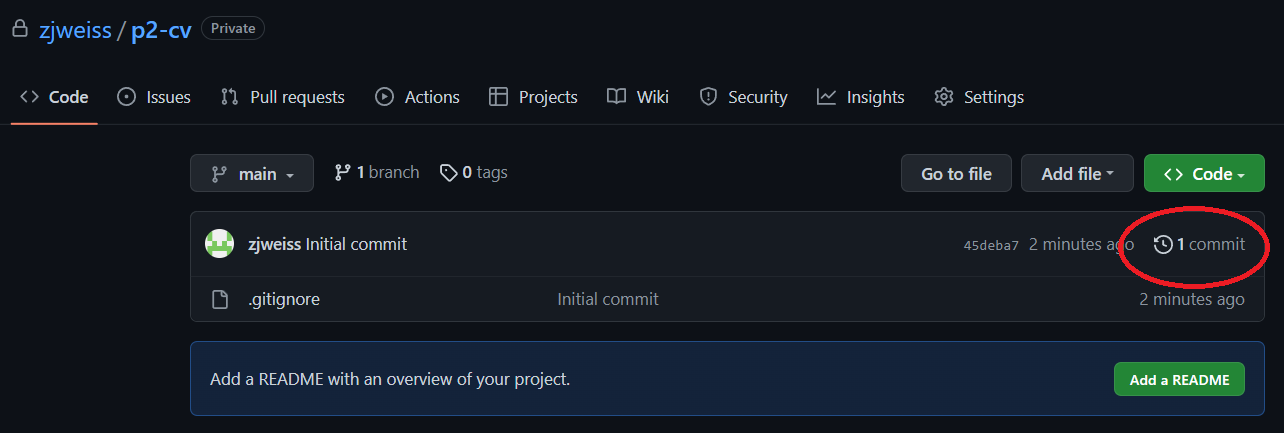 zjweiss / p2-cv Private
Code Issues Pull requests Actions Projects Wiki Security Insights Settings
main 1 branch 0 tags Go to file Add file Code
zjweiss Initial commit 45deba7 2 minutes ago 1 commit
.gitignore Initial commit 2 minutes ago
Add a README with an overview of your project. Add a README